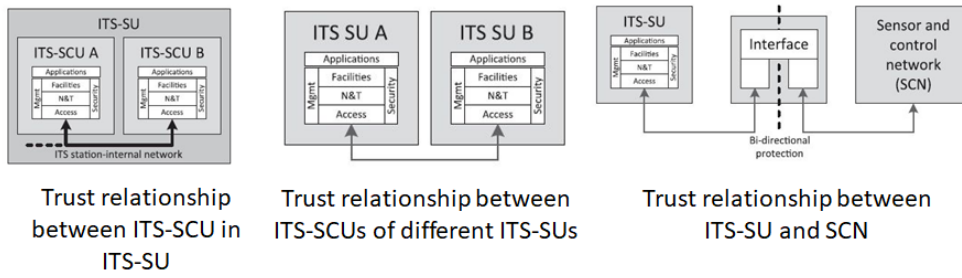 ITS-SU
ITS-SCU A
Applications
Mgmt
Facilities
N&T
Access
Security
ITS-SCU B
Applications
Mgmt
Facilities
N&T
Access
Security
ITS station-internal network
Trust relationship
between ITS-SCU in
ITS-SU
ITS SU A
Applications
Mgmt
Facilities
N&T
Access
Security
ITS SU B
Applications
Mgmt
Facilities
N&T
Access
Security
Trust relationship between
ITS-SCUs of different ITS-SUs
ITS-SU
Applications
Mgmt
Facilities
N&T
Access
Security
Interface
Bi-directional
protection
Sensor and
control
network
(SCN)
Trust relationship between
ITS-SU and SCN